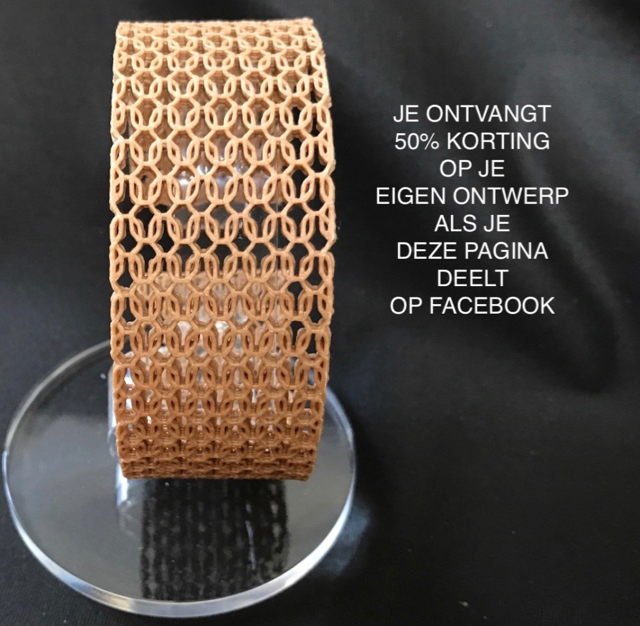 JE ONTVANGT
50% KORTING
OP JE
EIGEN ONTWERP
ALS JE
DEZE PAGINA
DEELT
OP FACEBOOK